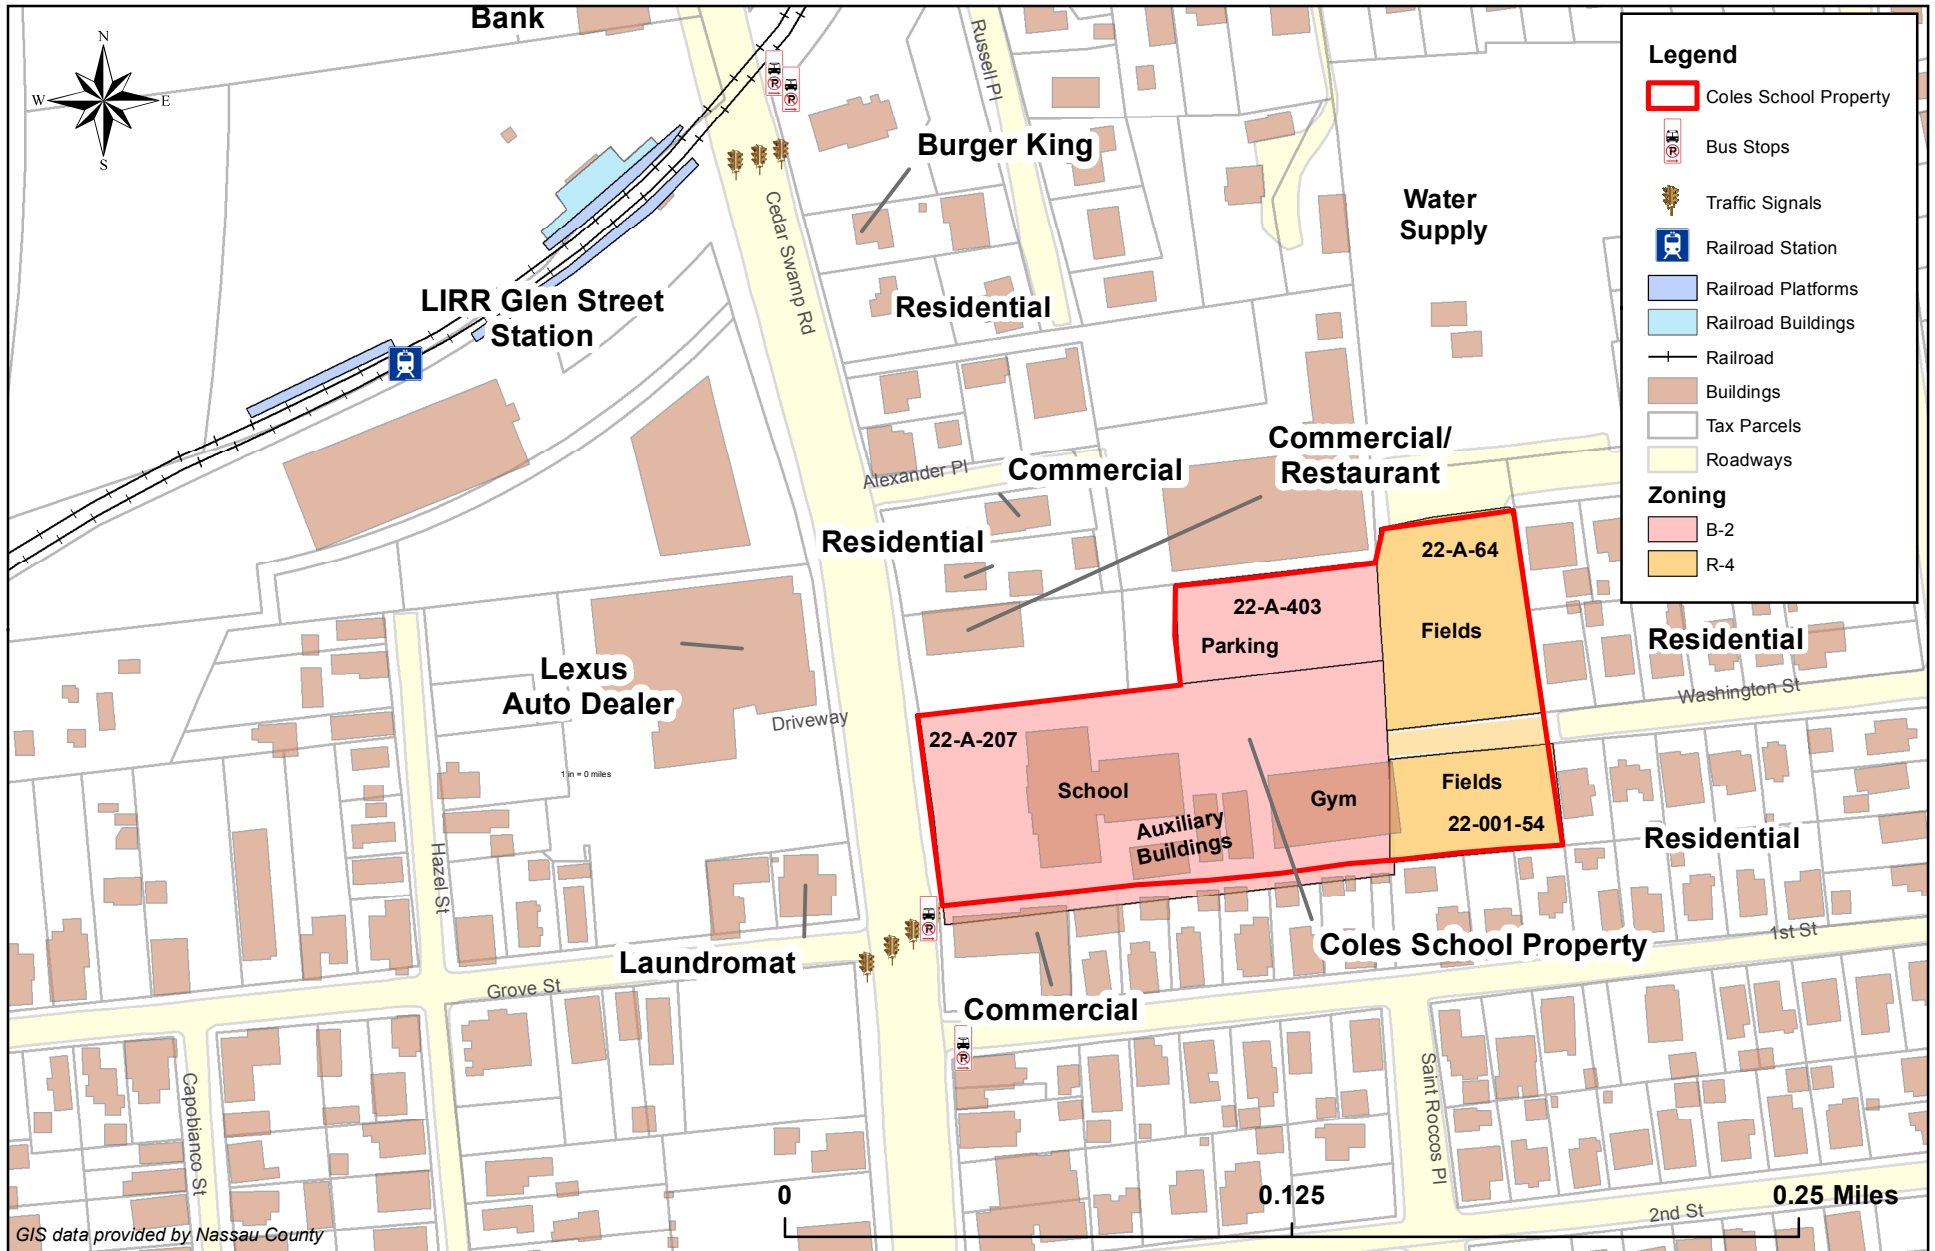 Bank
N
W
E
S
Russell Pl
Burger King
Cedar Swamp Rd
Water
Supply
LIRR Glen Street
Station
Residential
Alexander Pl
Commercial
Commercial/
Restaurant
Residential
22-A-64
Fields
22-A-403
Parking
Residential
Washington St
Lexus
Auto Dealer
Driveway
1 in = 0 miles
22-A-207
School
Auxiliary
Buildings
Gym
Fields
22-001-54
Residential
Hazel St
Laundromat
Grove St
Coles School Property
1st St
Commercial
Capobianco St
Saint Roccos Pl
2nd St
0
0.125
0.25 Miles
GIS data provided by Nassau County
Legend
Coles School Property
Bus Stops
Traffic Signals
Railroad Station
Railroad Platforms
Railroad Buildings
Railroad
Buildings
Tax Parcels
Roadways
Zoning
B-2
R-4